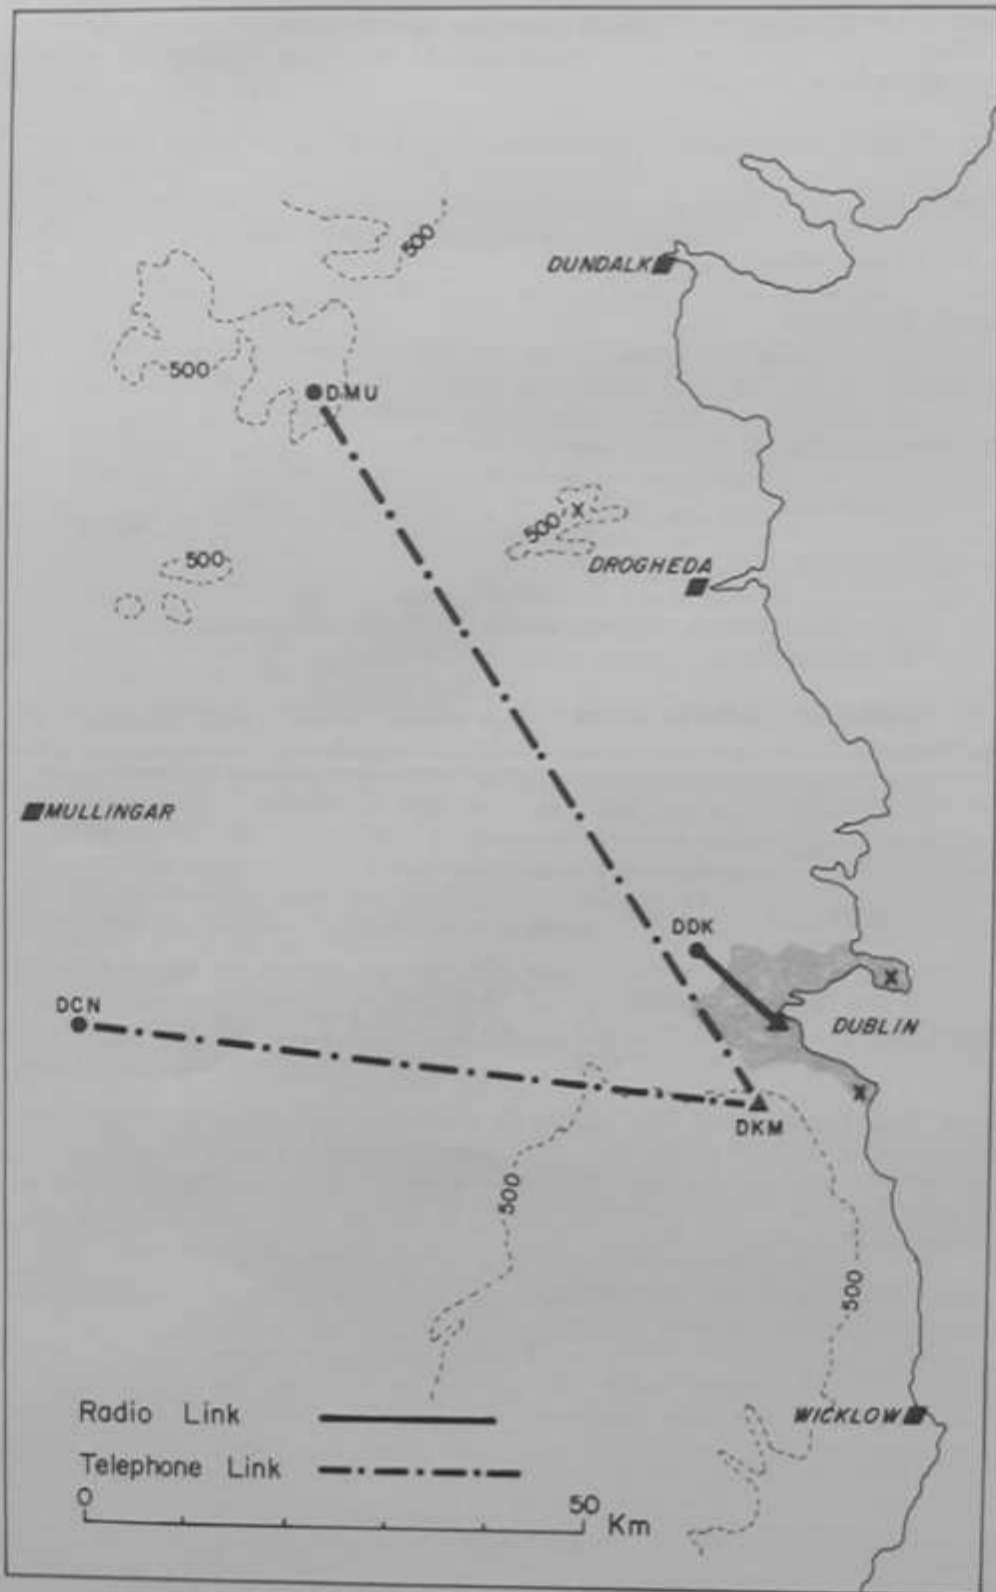 500
DUNDALK
500
DMU
500
X
500
DROGHEDA
MULLINGAR
DDK
X
DCN
DUBLIN
X
DKM
500
500
Radio Link
WICKLOW
Telephone Link
0 50
Km